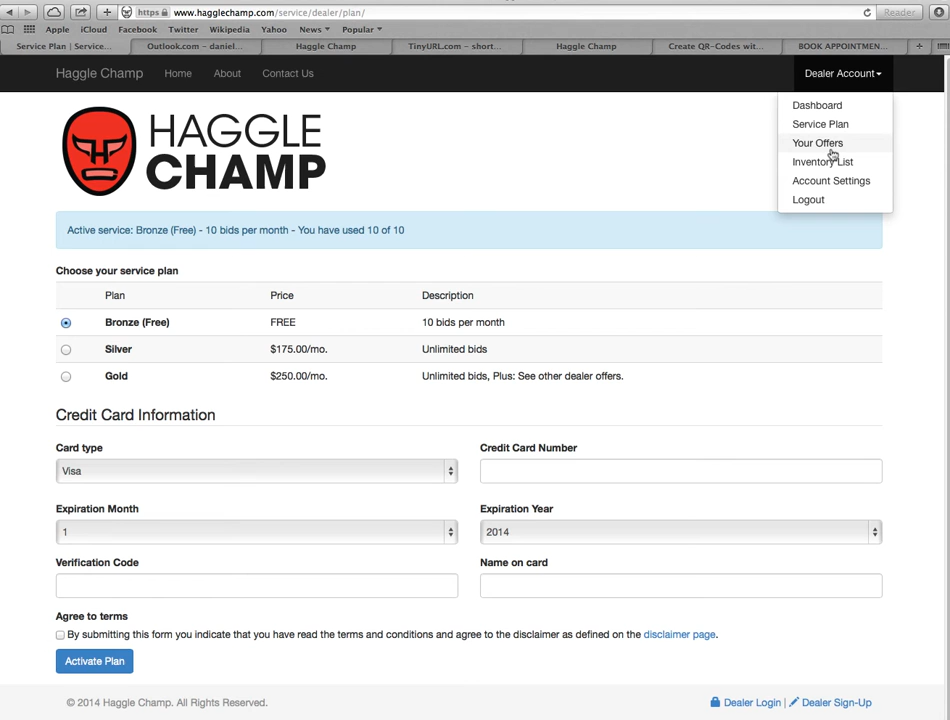 https www.hagglechamp.com/service/dealer/plan/ Reader
Apple iCloud Facebook Twitter Wikipedia Yahoo News Popular
Service Plan | Service... Outlook.com – daniel... Haggle Champ TinyURL.com – short... Haggle Champ Create QR-Codes wit... BOOK APPOINTMEN...
Haggle Champ Home About Contact Us Dealer Account
Dashboard
Service Plan
Your Offers
Inventory List
Account Settings
Logout
HAGGLE
CHAMP
Active service: Bronze (Free) - 10 bids per month - You have used 10 of 10
Choose your service plan
Plan Price Description
Bronze (Free) FREE 10 bids per month
Silver $175.00/mo. Unlimited bids
Gold $250.00/mo. Unlimited bids, Plus: See other dealer offers.
Credit Card Information
Card type Credit Card Number
Visa
Expiration Month Expiration Year
1 2014
Verification Code Name on card
Agree to terms
By submitting this form you indicate that you have read the terms and conditions and agree to the disclaimer as defined on the disclaimer page.
Activate Plan
© 2014 Haggle Champ. All Rights Reserved. Dealer Login | Dealer Sign-Up